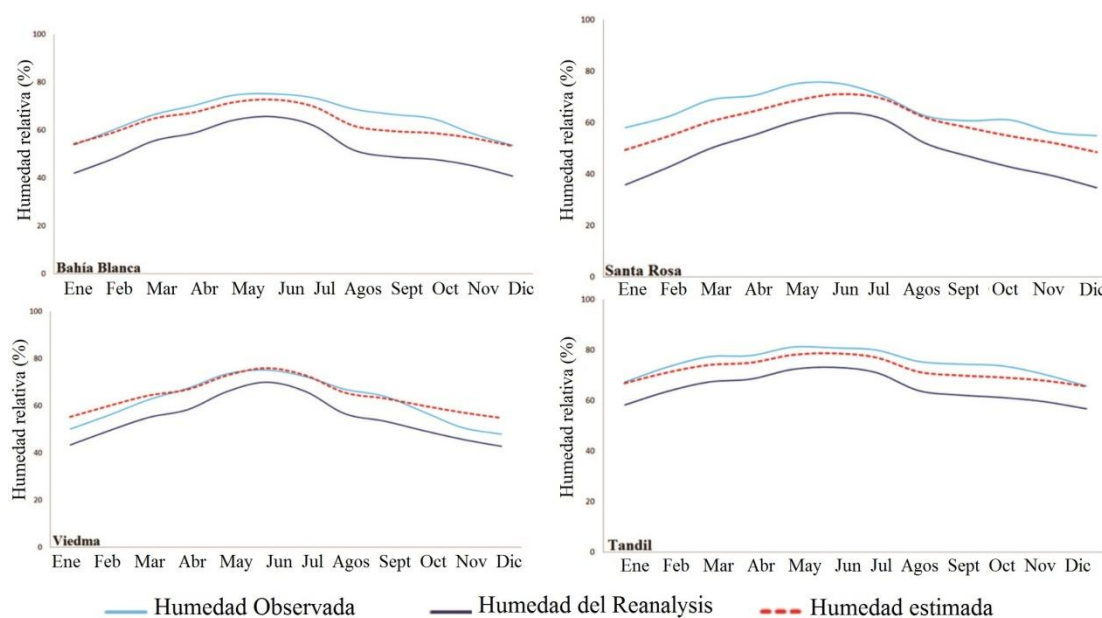 Humedad relativa (%)
100
80
60
40
20
0
Bahía Blanca
Ene Feb Mar Abr May Jun Jul Agos Sept Oct Nov Dic
Humedad relativa (%)
100
80
60
40
20
0
Santa Rosa
Ene Feb Mar Abr May Jun Jul Agos Sept Oct Nov Dic
Humedad relativa (%)
100
80
60
40
20
0
Viedma
Ene Feb Mar Abr May Jun Jul Agos Sept Oct Nov Dic
Humedad relativa (%)
100
80
60
40
20
0
Tandil
Ene Feb Mar Abr May Jun Jul Agos Sept Oct Nov Dic
Humedad Observada Humedad del Reanalysis Humedad estimada